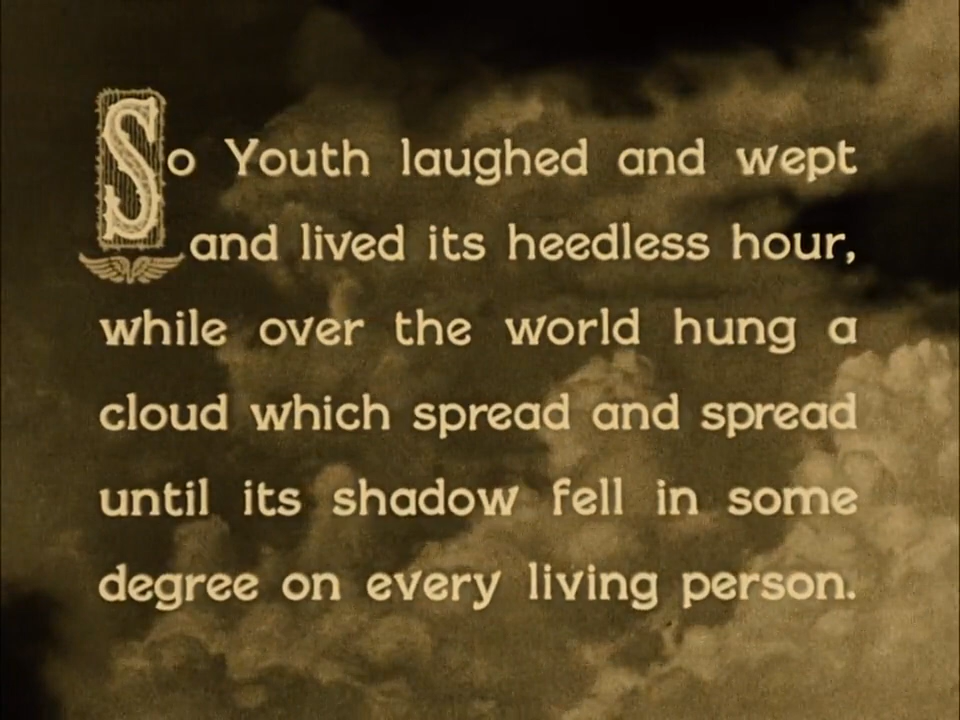 So Youth laughed and wept
and lived its heedless hour,
while over the world hung a
cloud which spread and spread
until its shadow fell in some
degree on every living person.